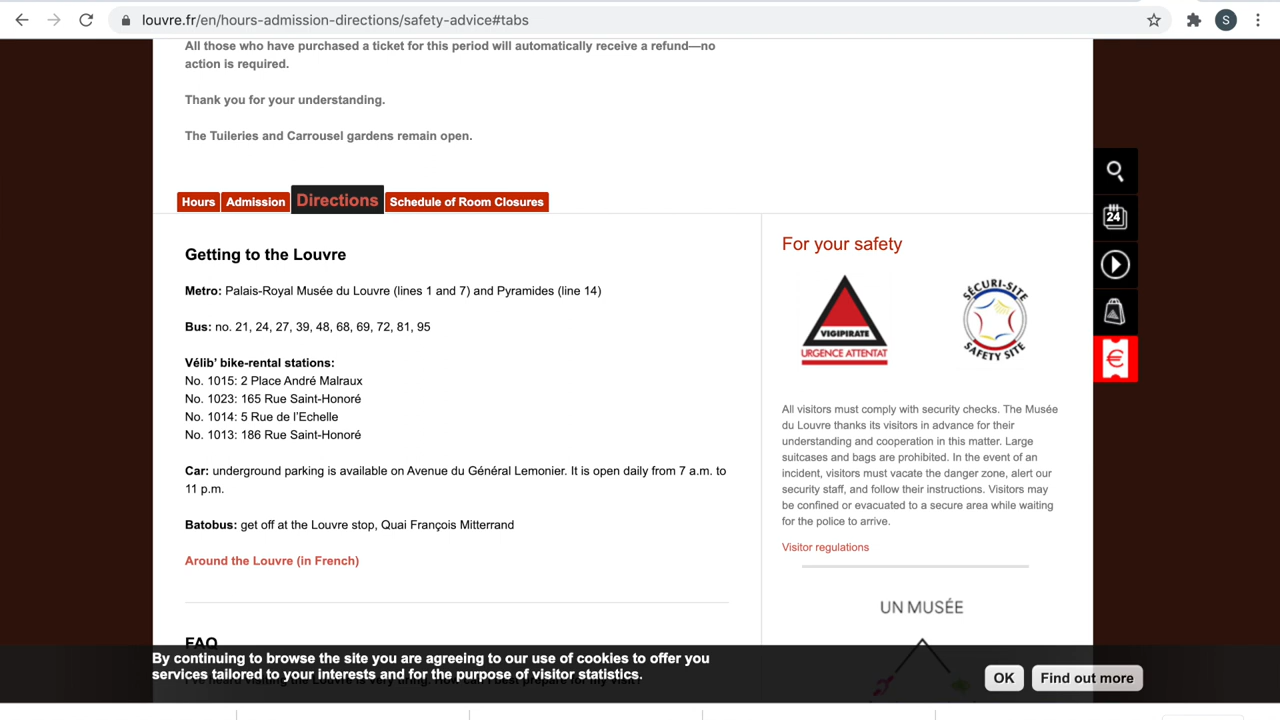 louvre.fr/en/hours-admission-directions/safety-advice#tabs
S
All those who have purchased a ticket for this period will automatically receive a refund—no
action is required.
Thank you for your understanding.
The Tuileries and Carrousel gardens remain open.
Hours
Admission
Directions
Schedule of Room Closures
Getting to the Louvre
Metro: Palais-Royal Musée du Louvre (lines 1 and 7) and Pyramides (line 14)
Bus: no. 21, 24, 27, 39, 48, 68, 69, 72, 81, 95
Vélib’ bike-rental stations:
No. 1015: 2 Place André Malraux
No. 1023: 165 Rue Saint-Honoré
No. 1014: 5 Rue de l’Echelle
No. 1013: 186 Rue Saint-Honoré
Car: underground parking is available on Avenue du Général Lemonier. It is open daily from 7 a.m. to
11 p.m.
Batobus: get off at the Louvre stop, Quai François Mitterrand
Around the Louvre (in French)
FAQ
For your safety
VIGIPIRATE
URGENCE ATTENTAT
SÉCURI-SITE
SAFETY SITE
All visitors must comply with security checks. The Musée
du Louvre thanks its visitors in advance for their
understanding and cooperation in this matter. Large
suitcases and bags are prohibited. In the event of an
incident, visitors must vacate the danger zone, alert our
security staff, and follow their instructions. Visitors may
be confined or evacuated to a secure area while waiting
for the police to arrive.
Visitor regulations
UN MUSÉE
24
€
By continuing to browse the site you are agreeing to our use of cookies to offer you
services tailored to your interests and for the purpose of visitor statistics.
OK
Find out more